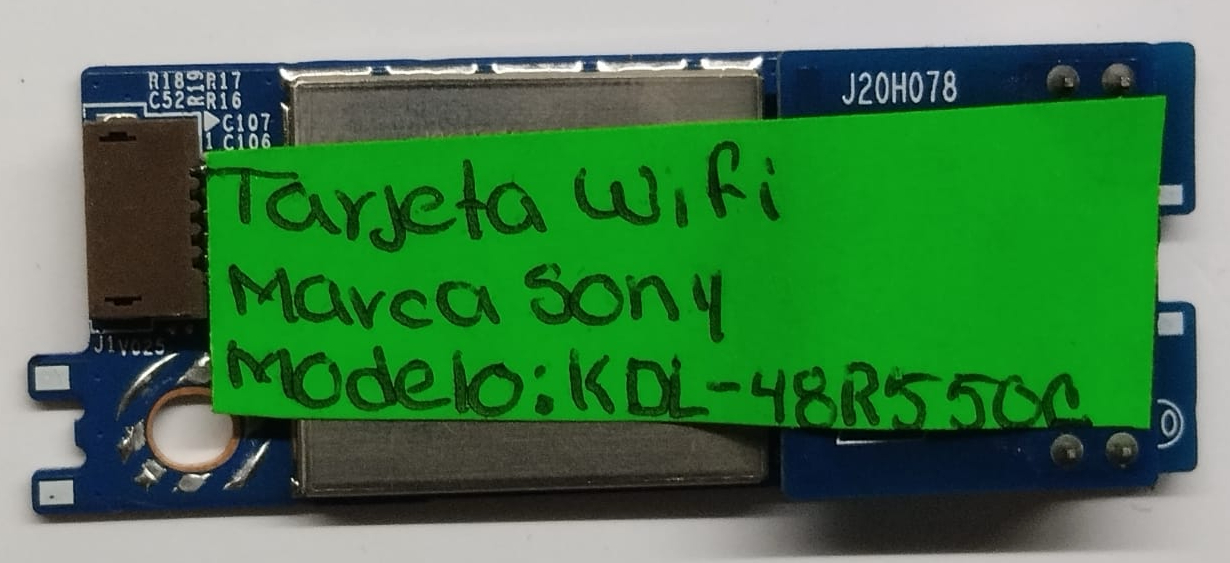 R18 R19 R17
C52 R16
C107
1 C106
J20H078
Tarjeta Wifi
Marca Sony
Modelo: KDL-48R550C
J1V025